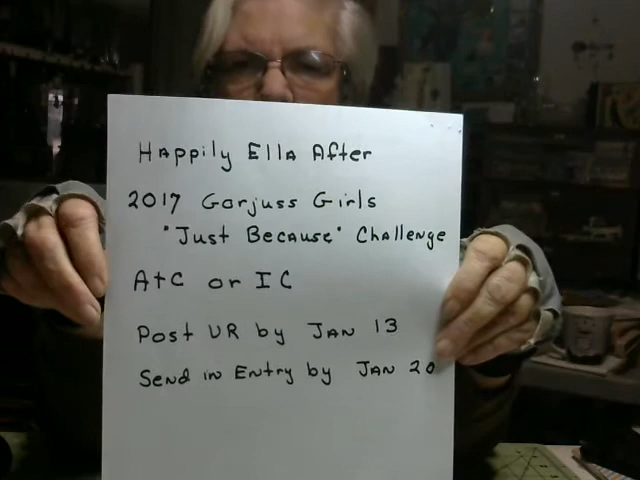 Happily Ella After
2017 Gorjuss Girls
"Just Because" Challenge
AtC or IC
Post UR by Jan 13
Send in Entry by Jan 20